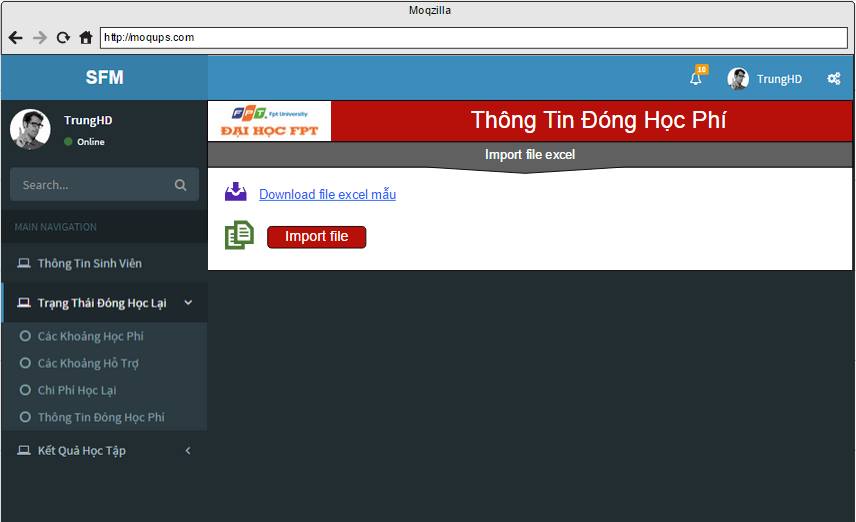 Moqzilla
http://moqups.com
SFM
10
TrungHD
TrungHD
Online
Search...
MAIN NAVIGATION
Thông Tin Sinh Viên
Trạng Thái Đóng Học Lại
Các Khoảng Học Phí
Các Khoảng Hỗ Trợ
Chi Phí Học Lại
Thông Tin Đóng Học Phí
Kết Quả Học Tập
FPT. Fpt University
ĐẠI HỌC FPT
Thông Tin Đóng Học Phí
Import file excel
Download file excel mẫu
Import file